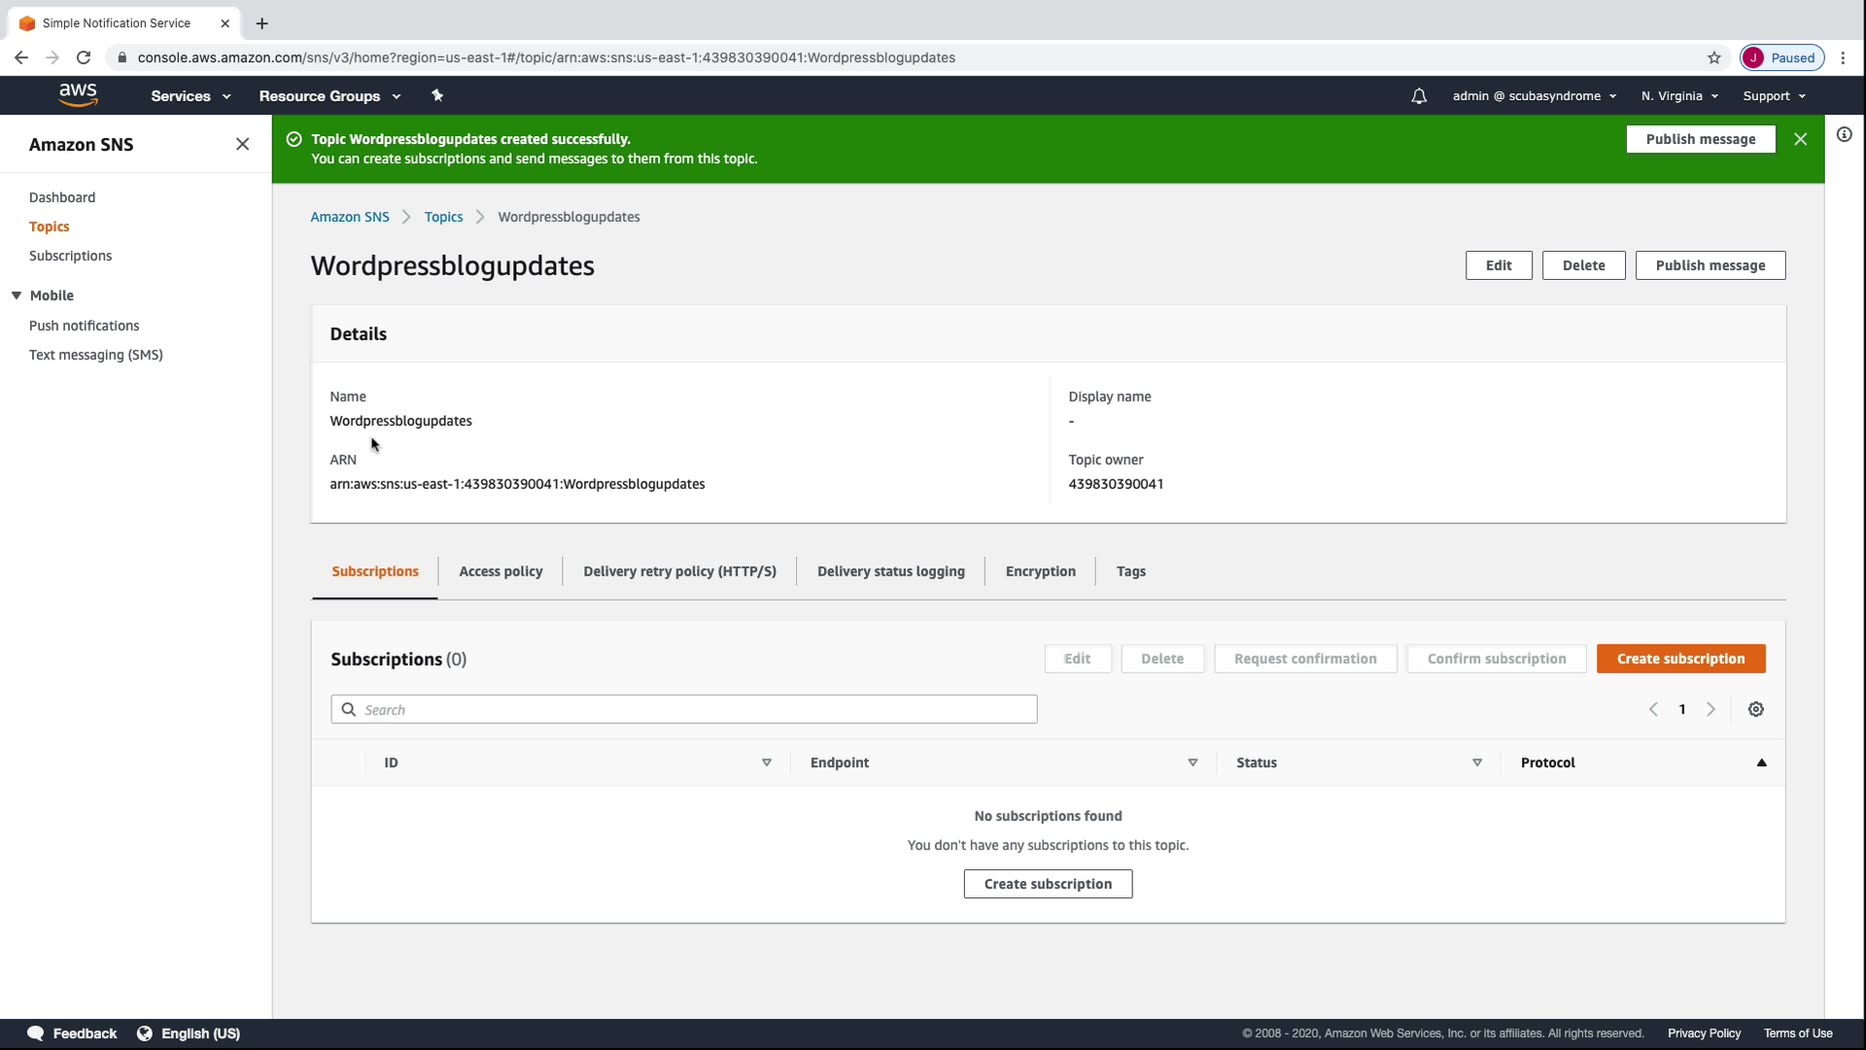 Simple Notification Service
console.aws.amazon.com/sns/v3/home?region=us-east-1#/topic/arn:aws:sns:us-east-1:439830390041:Wordpressblogupdates
J Paused
aws Services Resource Groups admin @ scubasyndrome N. Virginia Support
Amazon SNS
Dashboard
Topics
Subscriptions
Mobile
Push notifications
Text messaging (SMS)
Topic Wordpressblogupdates created successfully.
You can create subscriptions and send messages to them from this topic.
Publish message
Amazon SNS Topics Wordpressblogupdates
Wordpressblogupdates
Edit Delete Publish message
Details
Name
Wordpressblogupdates
Display name
-
ARN
arn:aws:sns:us-east-1:439830390041:Wordpressblogupdates
Topic owner
439830390041
Subscriptions Access policy Delivery retry policy (HTTP/S) Delivery status logging Encryption Tags
Subscriptions (0)
Edit Delete Request confirmation Confirm subscription Create subscription
Search
1
ID Endpoint Status Protocol
No subscriptions found
You don't have any subscriptions to this topic.
Create subscription
Feedback English (US) © 2008 - 2020, Amazon Web Services, Inc. or its affiliates. All rights reserved. Privacy Policy Terms of Use